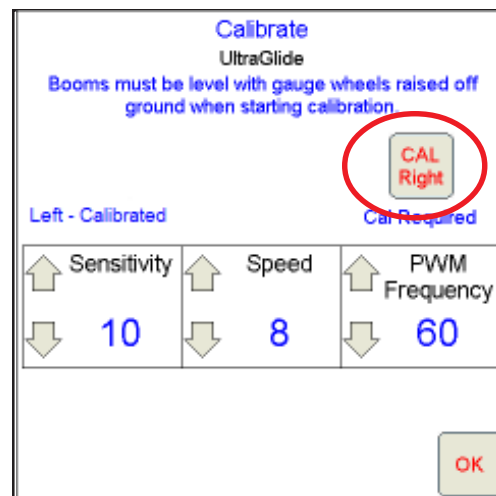 Calibrate
UltraGlide
Booms must be level with gauge wheels raised off
ground when starting calibration.
CAL
Right
Left - Calibrated
Cal Required
Sensitivity
10
Speed
8
PWM
Frequency
60
OK